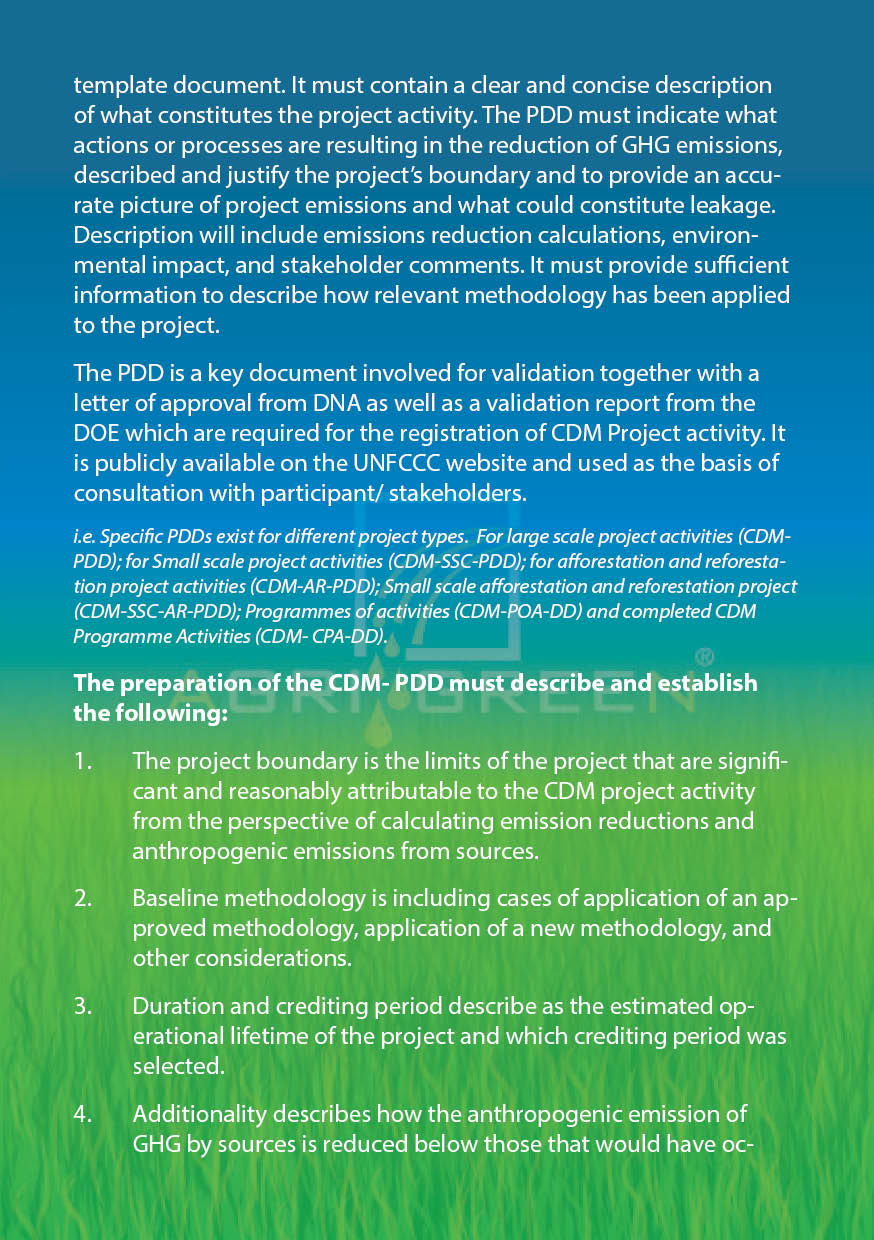 template document. It must contain a clear and concise description
of what constitutes the project activity. The PDD must indicate what
actions or processes are resulting in the reduction of GHG emissions,
described and justify the project’s boundary and to provide an accu-
rate picture of project emissions and what could constitute leakage.
Description will include emissions reduction calculations, environ-
mental impact, and stakeholder comments. It must provide sufficient
information to describe how relevant methodology has been applied
to the project.
The PDD is a key document involved for validation together with a
letter of approval from DNA as well as a validation report from the
DOE which are required for the registration of CDM Project activity. It
is publicly available on the UNFCCC website and used as the basis of
consultation with participant/ stakeholders.
i.e. Specific PDDs exist for different project types.  For large scale project activities (CDM-
PDD); for Small scale project activities (CDM-SSC-PDD); for afforestation and reforesta-
tion project activities (CDM-AR-PDD); Small scale afforestation and reforestation project
(CDM-SSC-AR-PDD); Programmes of activities (CDM-POA-DD) and completed CDM
Programme Activities (CDM- CPA-DD).
AGRI GREEN®
The preparation of the CDM- PDD must describe and establish
the following:
1. The project boundary is the limits of the project that are signifi-
cant and reasonably attributable to the CDM project activity
from the perspective of calculating emission reductions and
anthropogenic emissions from sources.
2. Baseline methodology is including cases of application of an ap-
proved methodology, application of a new methodology, and
other considerations.
3. Duration and crediting period describe as the estimated op-
erational lifetime of the project and which crediting period was
selected.
4. Additionality describes how the anthropogenic emission of
GHG by sources is reduced below those that would have oc-